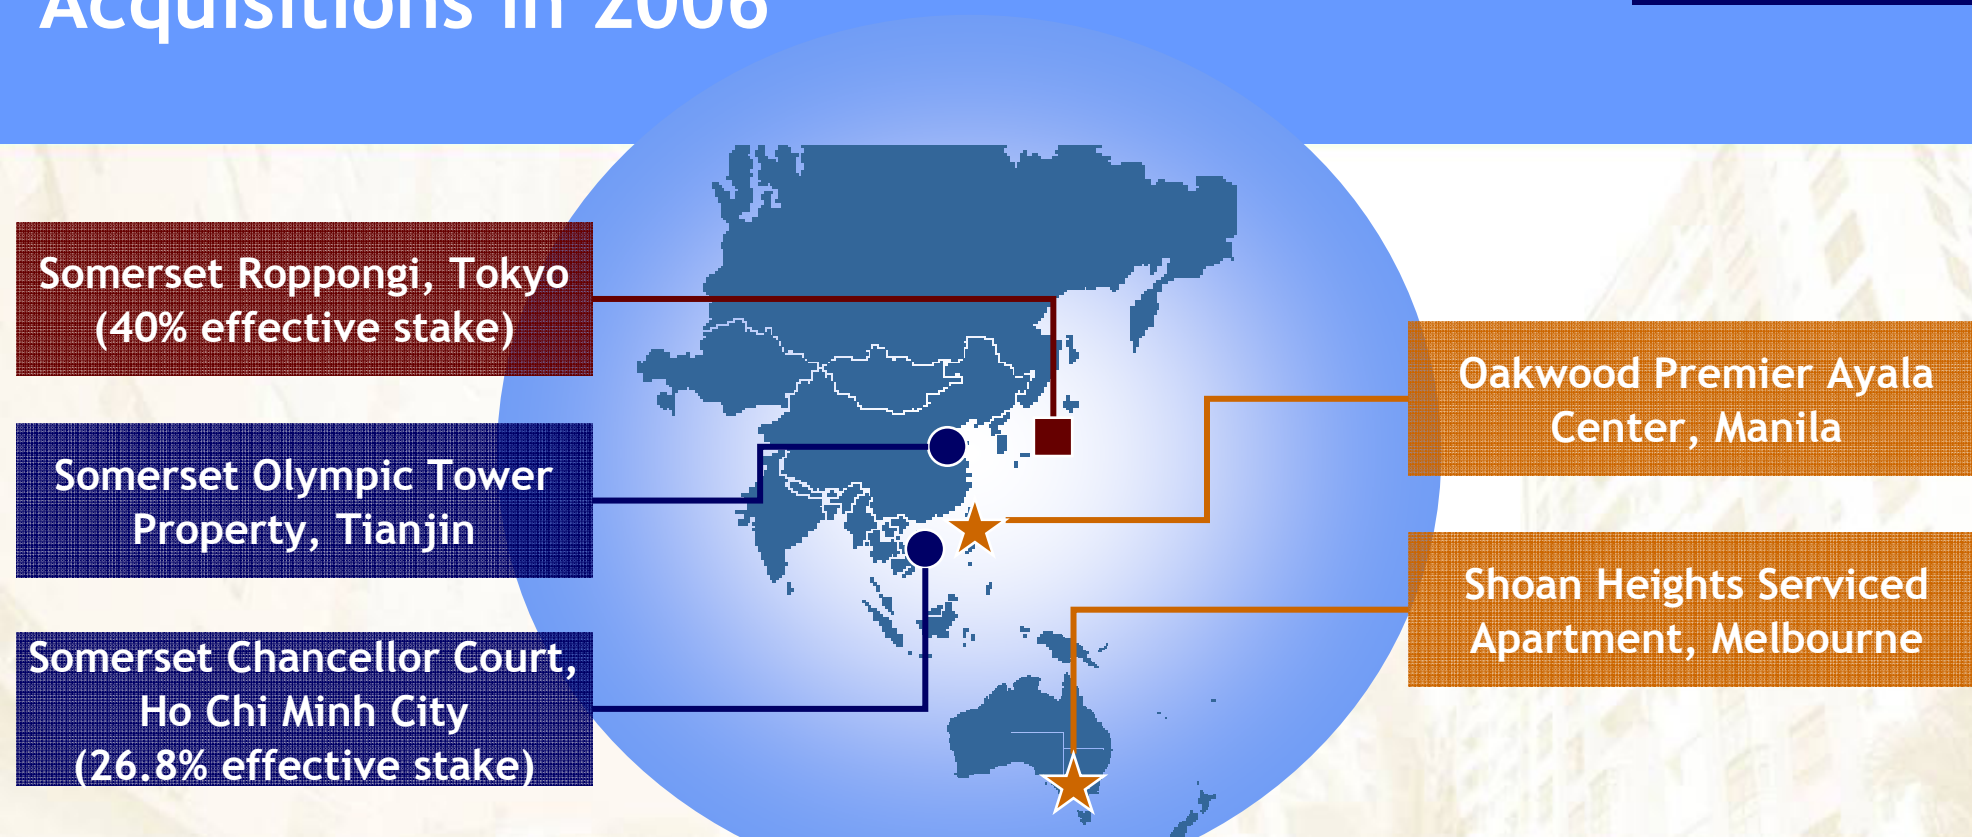 Acquisitions in 2006
Somerset Roppongi, Tokyo
(40% effective stake)
Somerset Olympic Tower
Property, Tianjin
Somerset Chancellor Court,
Ho Chi Minh City
(26.8% effective stake)
Oakwood Premier Ayala
Center, Manila
Shoan Heights Serviced
Apartment, Melbourne